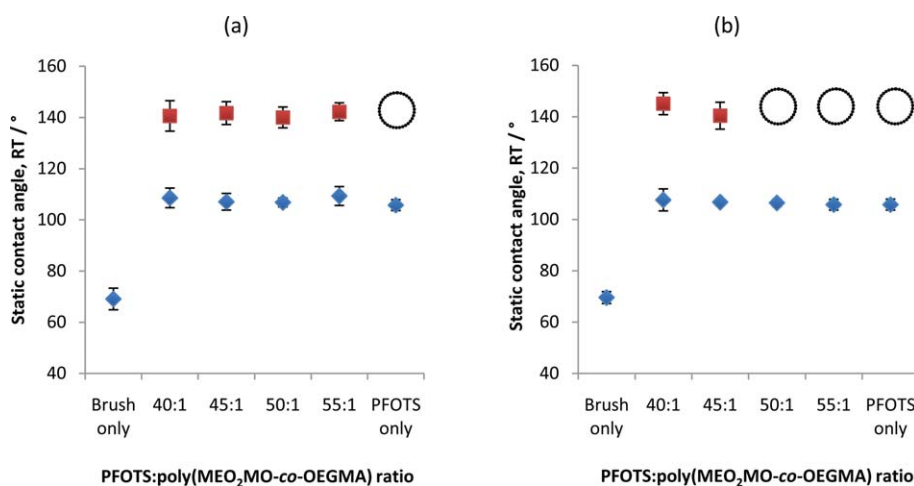 (a)
160
140
120
100
80
60
40
Static contact angle, RT / °
Brush only
40:1
45:1
50:1
55:1
PFOTS only
PFOTS:poly(MEO₂MO-co-OEGMA) ratio
(b)
160
140
120
100
80
60
40
Static contact angle, RT / °
Brush only
40:1
45:1
50:1
55:1
PFOTS only
PFOTS:poly(MEO₂MO-co-OEGMA) ratio